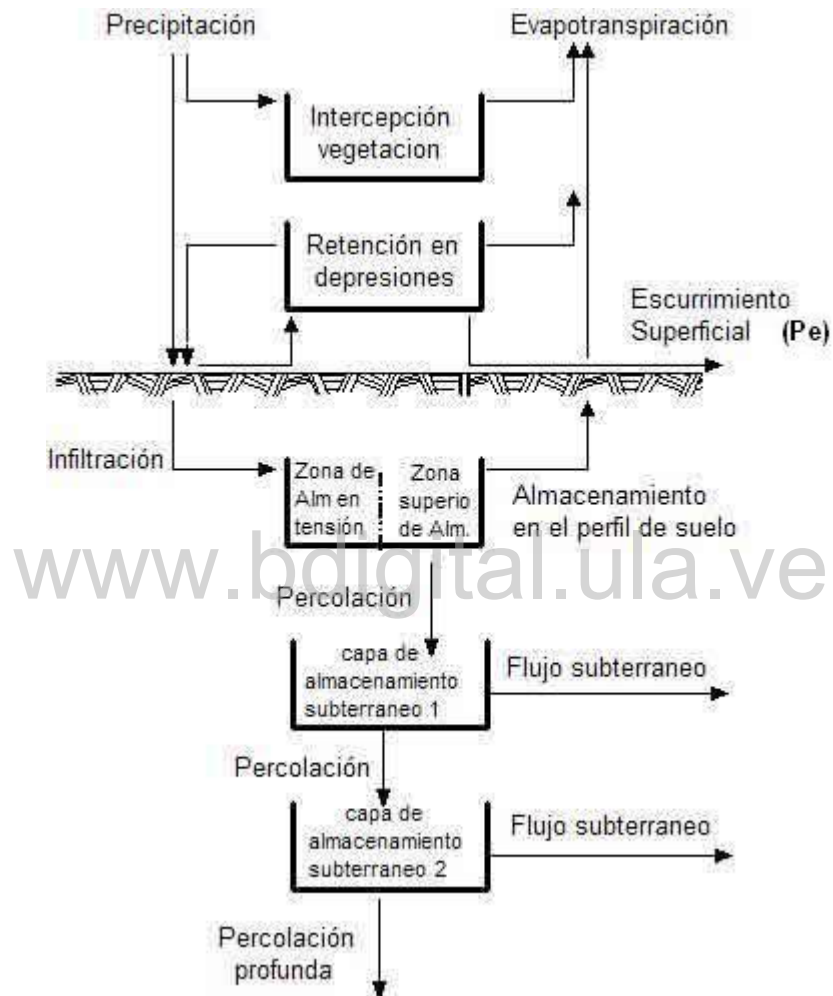 Precipitación
Evapotranspiración
Intercepción
vegetacion
Retención en
depresiones
Escurrimiento
Superficial (Pe)
Infiltración
Zona de
Alm en
tensión
Zona
superio
de Alm.
Almacenamiento
en el perfil de suelo
www.bdigital.ula.ve
Percolación
capa de
almacenamiento
subterraneo 1
Flujo subterraneo
Percolación
capa de
almacenamiento
subterraneo 2
Flujo subterraneo
Percolación
profunda